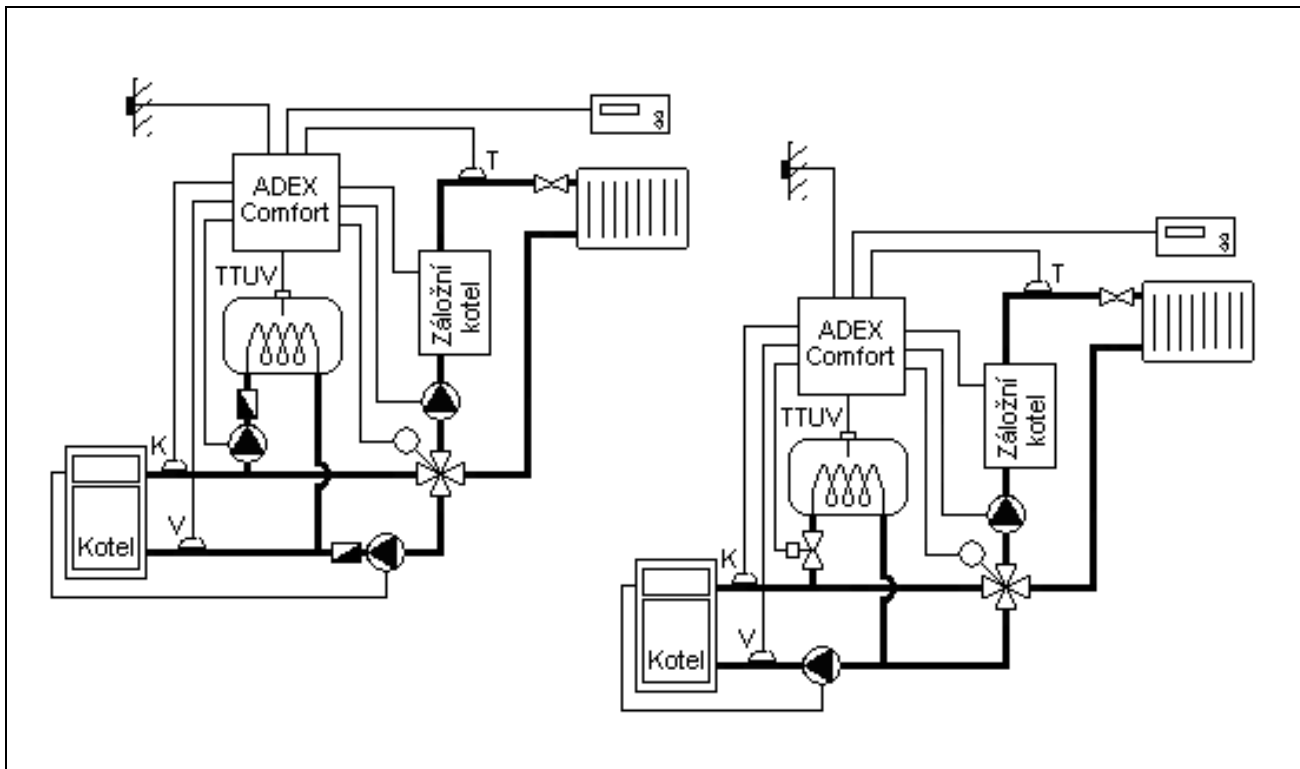 T
ADEX
Comfort
TTUV
Záložní
kotel
K
V
Kotel
T
ADEX
Comfort
TTUV
Záložní
kotel
K
V
Kotel